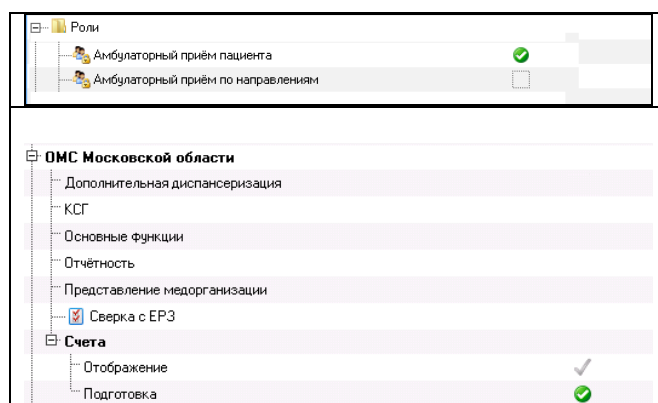 Роли
Амбулаторный приём пациента
Амбулаторный приём по направлениям
ОМС Московской области
Дополнительная диспансеризация
КСГ
Основные функции
Отчётность
Представление медорганизации
Сверка с ЕРЗ
Счета
Отображение
Подготовка